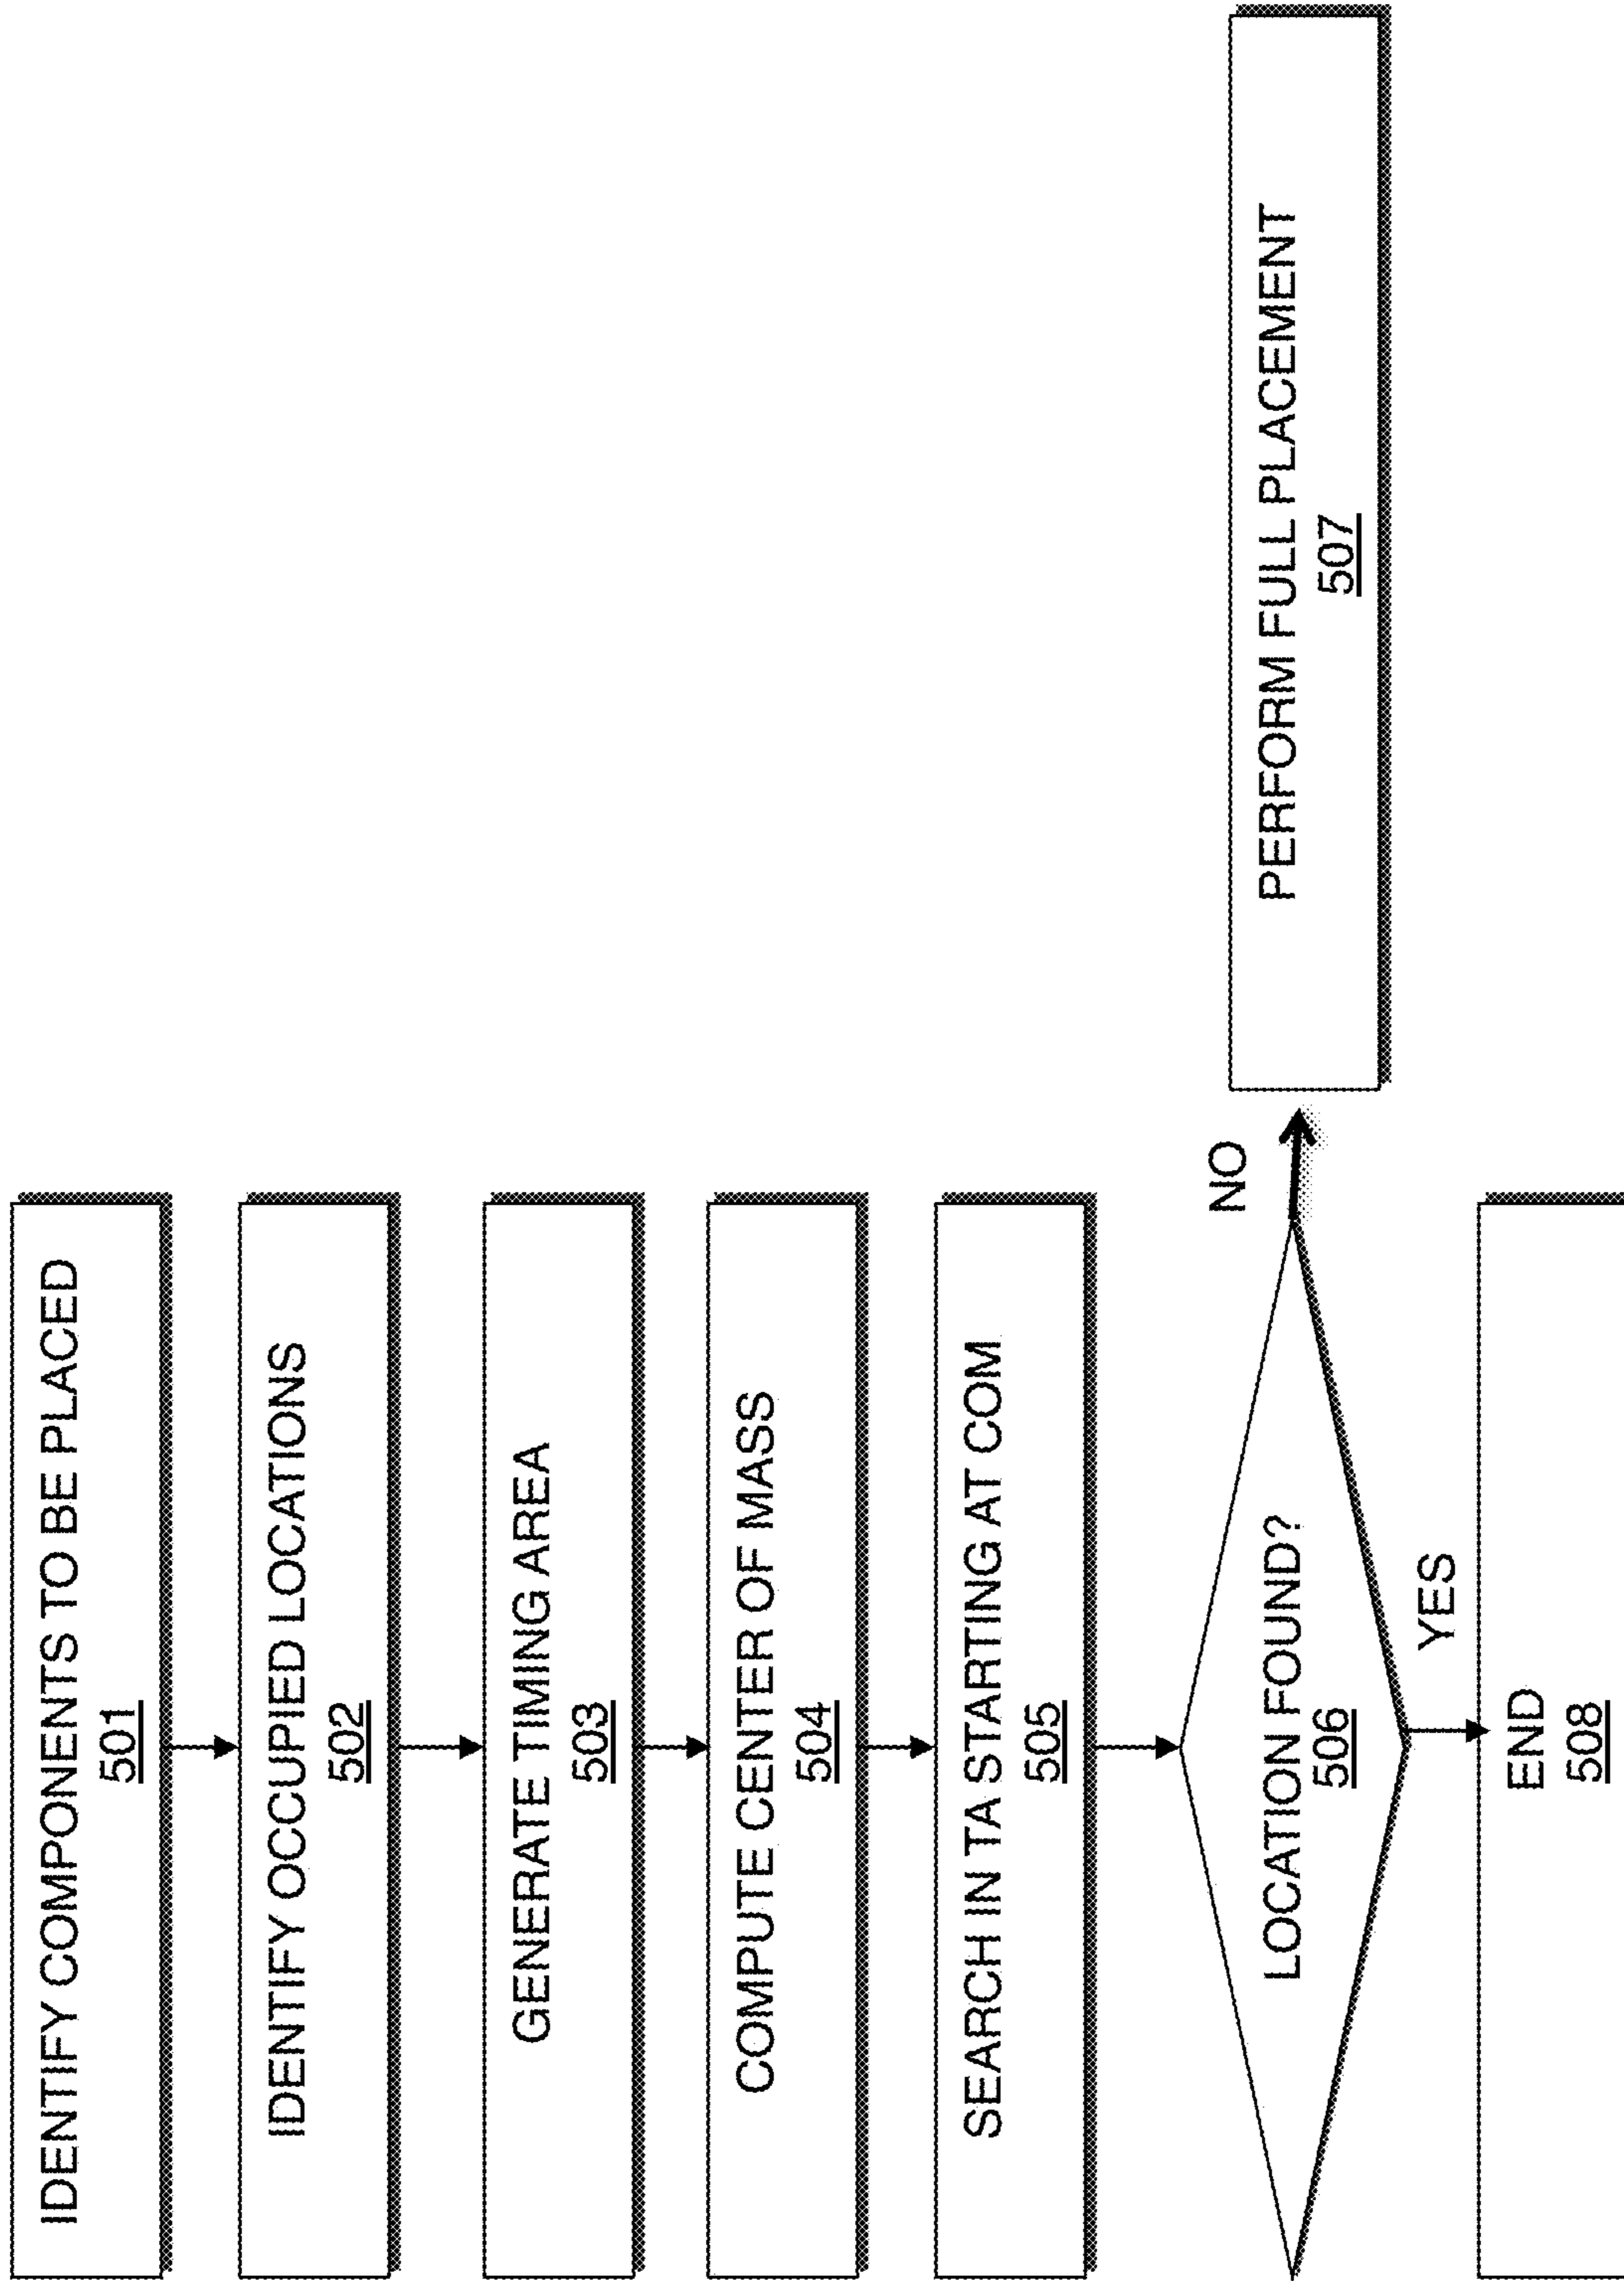 IDENTIFY COMPONENTS TO BE PLACED
501
IDENTIFY OCCUPIED LOCATIONS
502
GENERATE TIMING AREA
503
COMPUTE CENTER OF MASS
504
SEARCH IN TA STARTING AT COM
505
LOCATION FOUND?
506
NO
PERFORM FULL PLACEMENT
507
YES
END
508